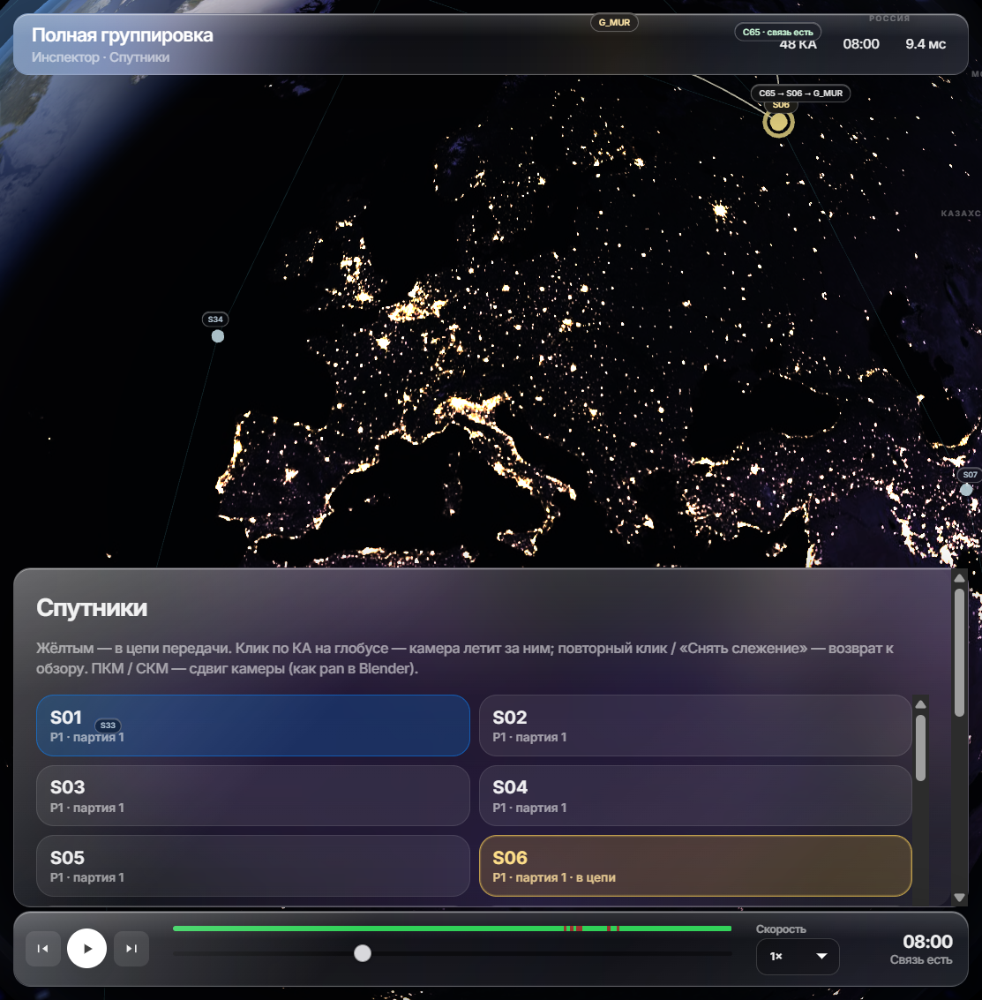 РОССИЯ
G_MUR
Полная группировка
С65 · связь есть
48 КА
08:00
9.4 мс
Инспектор · Спутники
C65 → S06 → G_MUR
S06
S34
S07
Спутники
Жёлтым — в цепи передачи. Клик по КА на глобусе — камера летит за ним; повторный клик / «Снять слежение» — возврат к
обзору. ПКМ / СКМ — сдвиг камеры (как pan в Blender).
S01
P1 · партия 1
S33
S02
P1 · партия 1
S03
P1 · партия 1
S04
P1 · партия 1
S05
P1 · партия 1
S06
P1 · партия 1 · в цепи
Скорость
1×
08:00
Связь есть